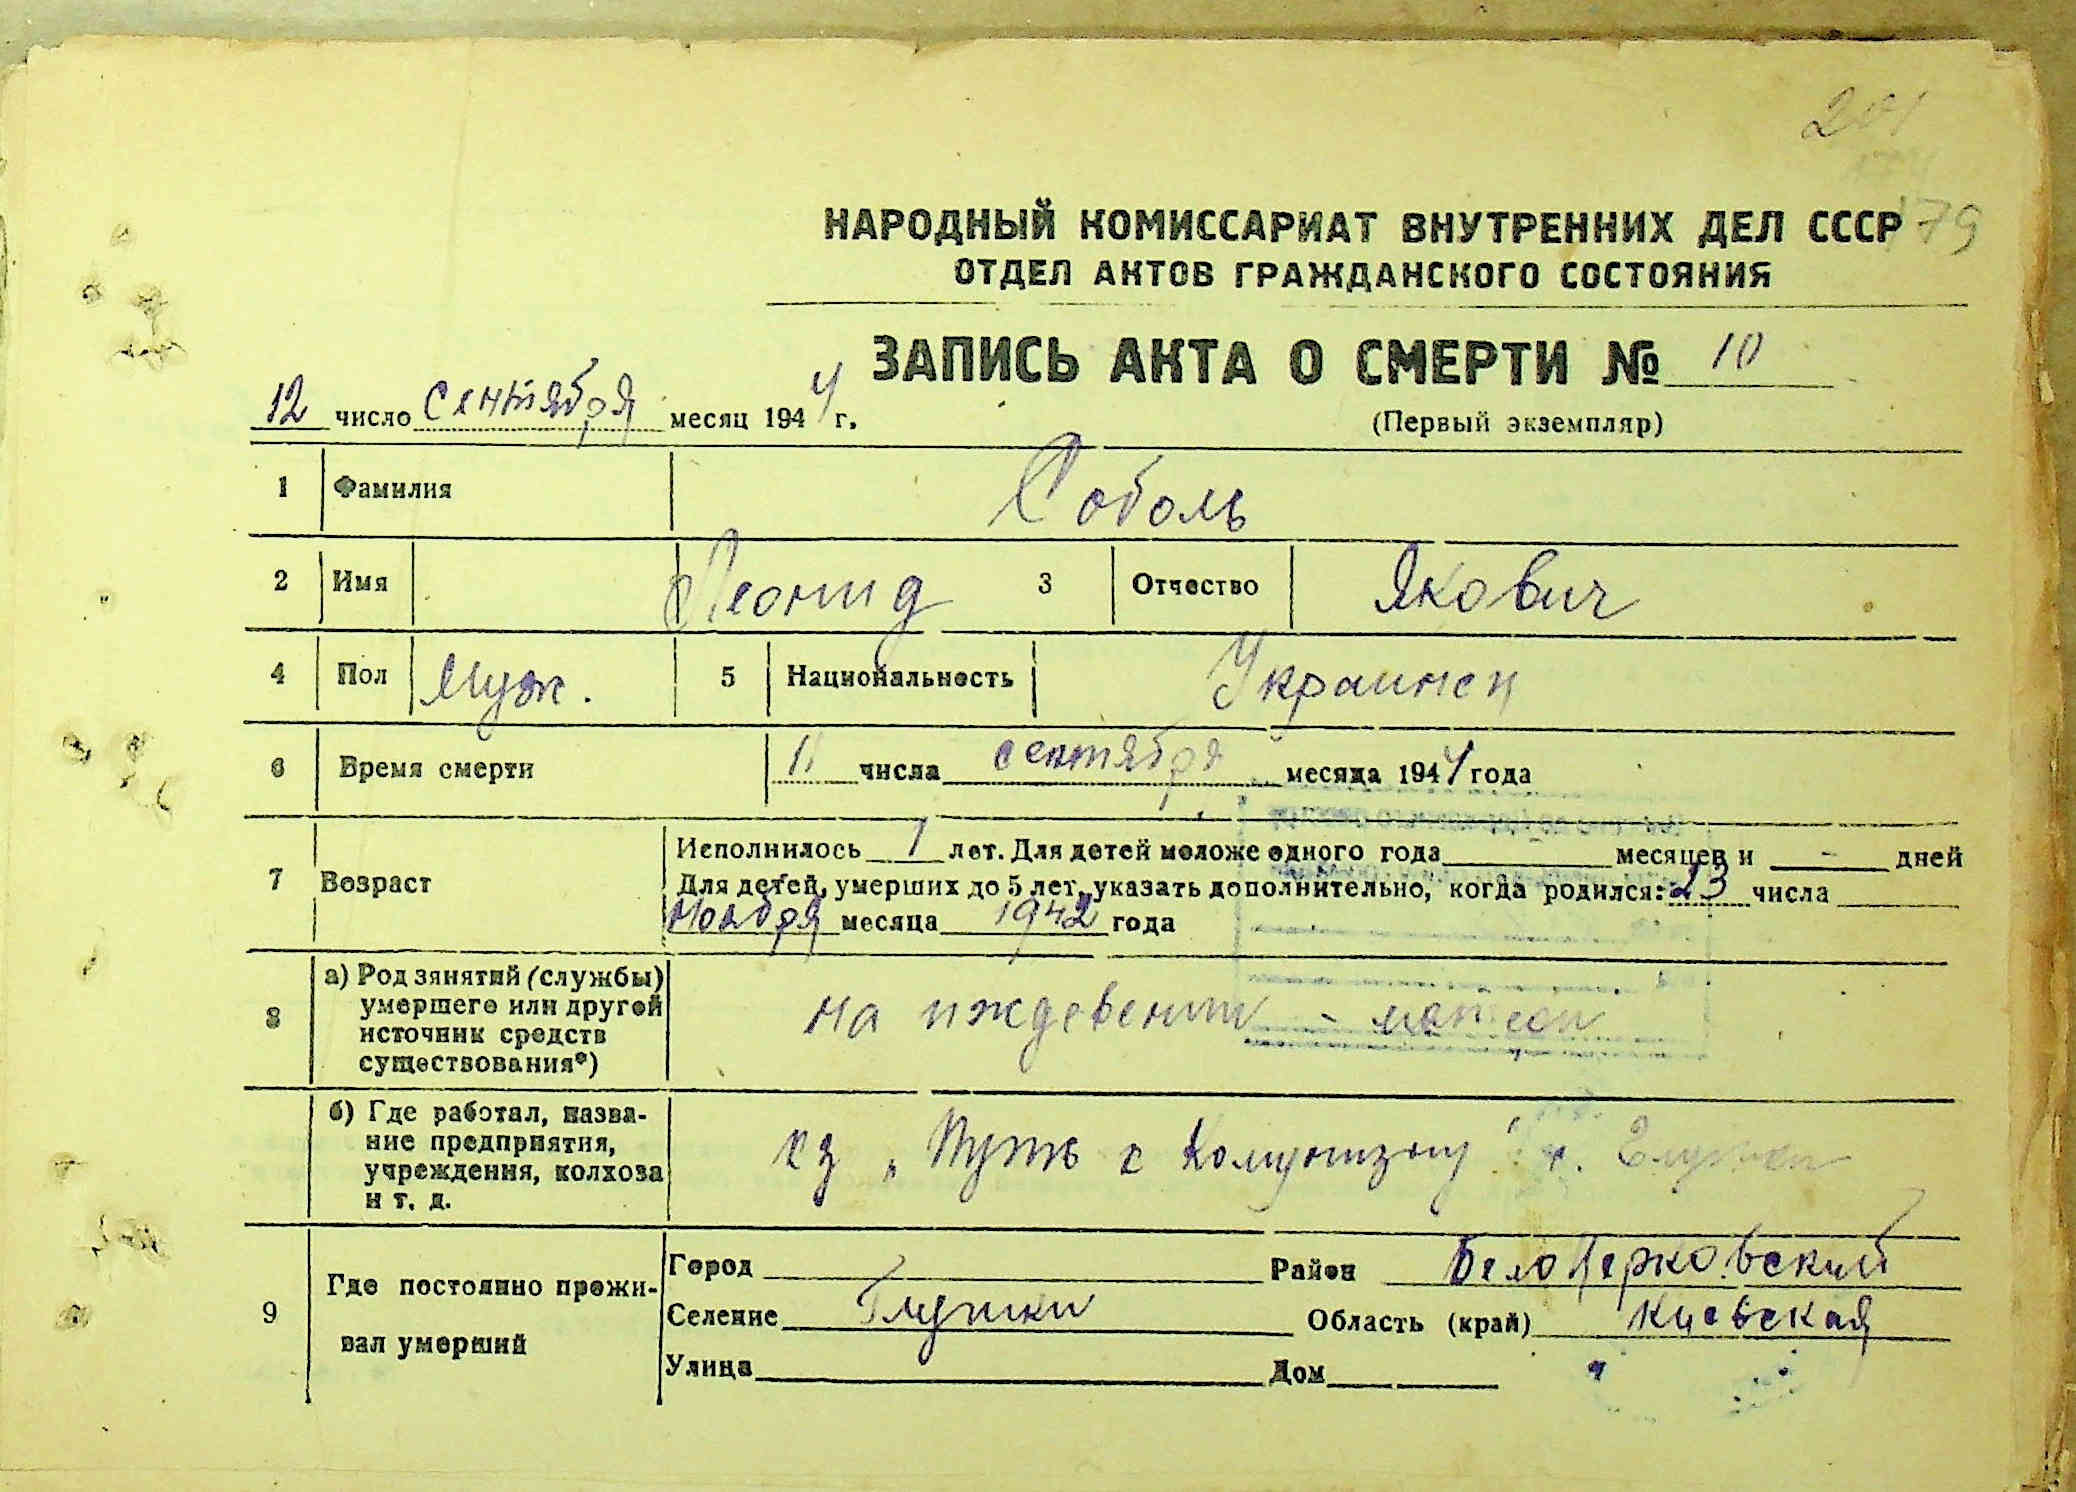 201
179
НАРОДНЫЙ КОМИССАРИАТ ВНУТРЕННИХ ДЕЛ СССР
ОТДЕЛ АКТОВ ГРАЖДАНСКОГО СОСТОЯНИЯ
ЗАПИСЬ АКТА О СМЕРТИ № 10
12 число сентября месяц 1944 г.
(Первый экземпляр)
1 Фамилия Соболь
2 Имя Леонид 3 Отчество Якович
4 Пол Муж. 5 Национальность Украинец
6 Время смерти 11 числа сентября месяца 1944 года
7 Возраст Исполнилось 1 лет. Для детей моложе одного года месяцев и - дней
Для детей, умерших до 5 лет, указать дополнительно, когда родился: 23 числа
Ноября месяца 1942 года
8 а) Род занятий (службы) умершего или другой источник средств существования*) на иждевении - матери
б) Где работал, название предприятия, учреждения, колхоза и т. д. кз „Путь к Комунизму" с. Глушки
9 Где постоянно проживал умерший
Город Район Белоцерковский
Селение Глушки Область (край) Киевская
Улица Дом